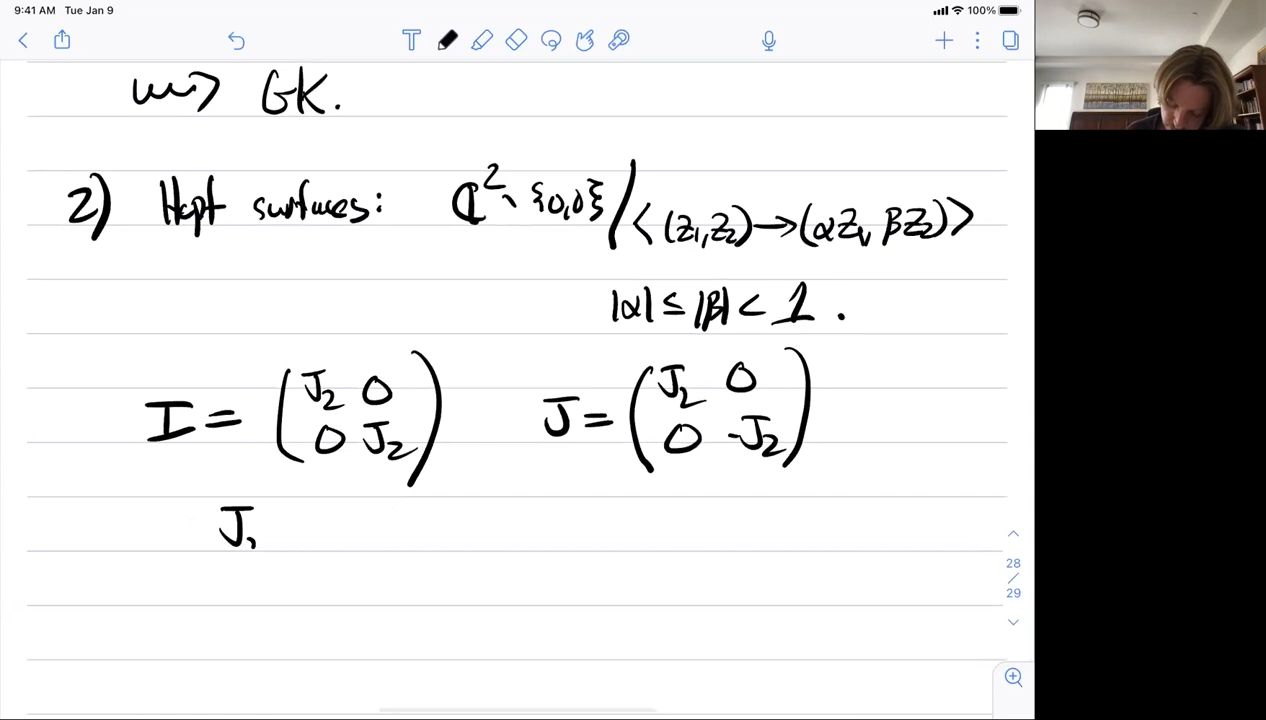 9:41 AM Tue Jan 9 100%
⇝ GK.
2) Hopf surfaces: ℂ² \ {0,0} / < (z₁,z₂) → (αz₁, βz₂) >
|α| ≤ |β| < 1.
I = ( J₂ 0 ; 0 J₂ ) J = ( J₂ 0 ; 0 -J₂ )
J,
28
/
29